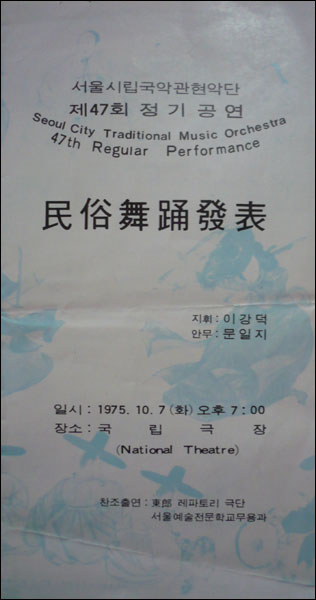 서울시립국악관현악단
제47회 정기공연
Seoul City Traditional Music Orchestra
47th Regular Performance
民俗舞踊發表
지휘 : 이강덕
안무 : 문일지
일시 : 1975. 10. 7 (화) 오후 7 : 00
장소 : 국 립 극 장
(National Theatre)
찬조출연 : 東郎 레파토리 극단
서울예술전문학교무용과